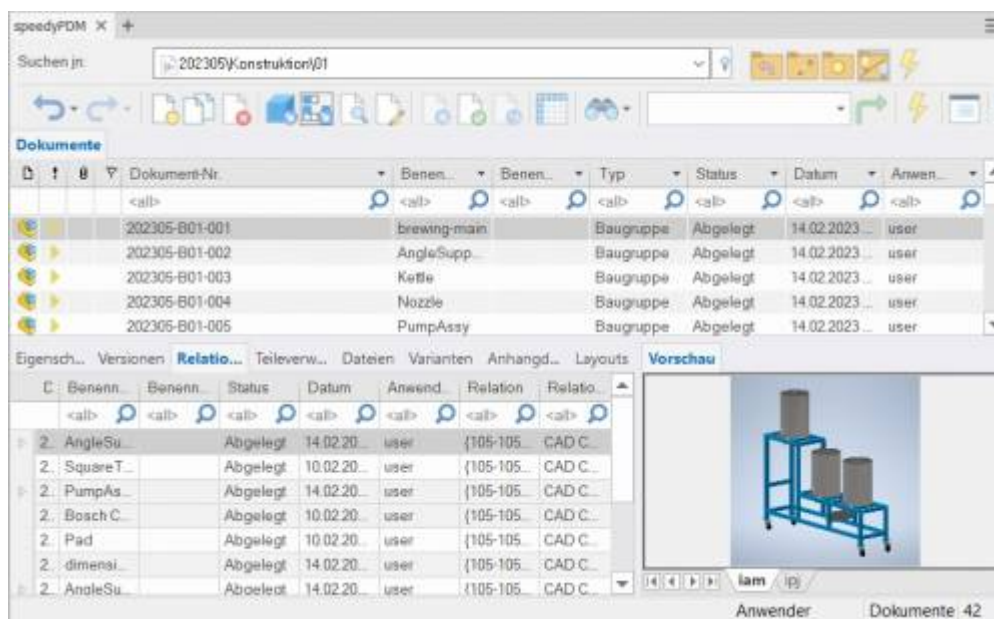 speedyPDM
Suchen in: 202305\Konstruktion\01
Dokumente
Dokument-Nr. Benen... Benen... Typ Status Datum Anwen...
<all> <all> <all> <all> <all> <all> <all>
202305-B01-001 brewing-main Baugruppe Abgelegt 14.02.2023... user
202305-B01-002 AngleSupp... Baugruppe Abgelegt 14.02.2023... user
202305-B01-003 Kettle Baugruppe Abgelegt 14.02.2023... user
202305-B01-004 Nozzle Baugruppe Abgelegt 14.02.2023... user
202305-B01-005 PumpAssy Baugruppe Abgelegt 14.02.2023... user
Eigensch... Versionen Relatio... Teileverw... Dateien Varianten Anhangd... Layouts Vorschau
Benenn... Benenn... Status Datum Anwend... Relation Relatio...
<all> <all> <all> <all> <all> <all> <all>
2... AngleSu... Abgelegt 14.02.20... user {105-105... CAD C...
2... SquareT... Abgelegt 10.02.20... user {105-105... CAD C...
2... PumpAs... Abgelegt 14.02.20... user {105-105... CAD C...
2... Bosch C... Abgelegt 10.02.20... user {105-105... CAD C...
2... Pad Abgelegt 10.02.20... user {105-105... CAD C...
2... dimensi... Abgelegt 14.02.20... user {105-105... CAD C...
2... AngleSu... Abgelegt 14.02.20... user {105-106... CAD C...
iam ipj
Anwender Dokumente 42